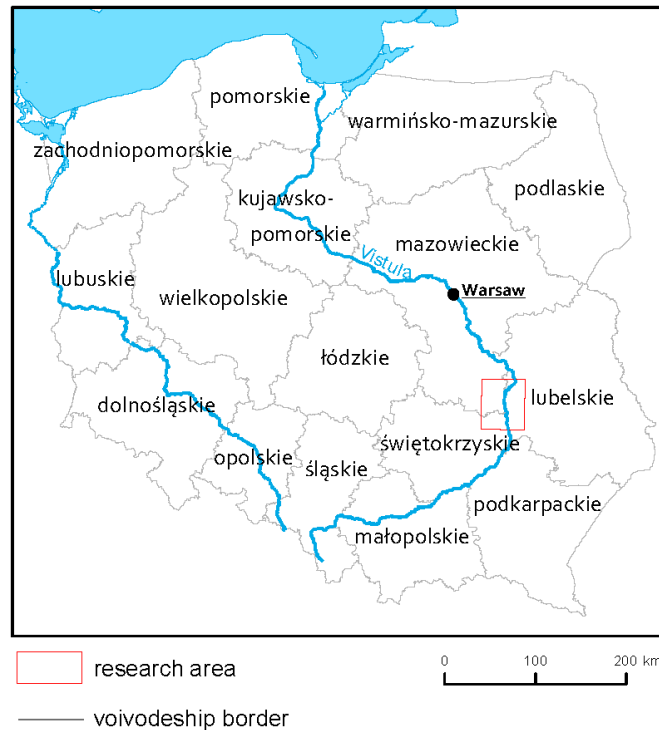 pomorskie
warmińsko-mazurskie
zachodniopomorskie
podlaskie
kujawsko-
pomorskie
mazowieckie
Vistula
lubuskie
Warsaw
wielkopolskie
łódzkie
lubelskie
dolnośląskie
świętokrzyskie
opolskie
śląskie
podkarpackie
małopolskie
research area
0 100 200 km
voivodeship border